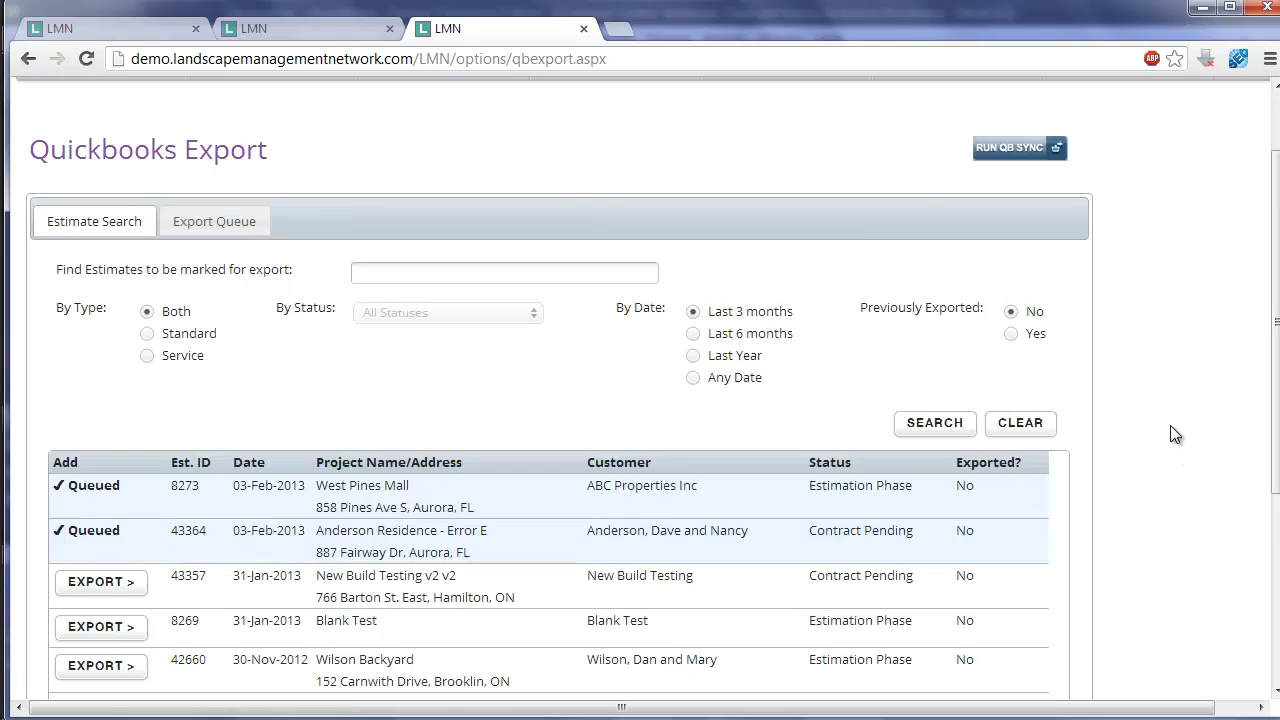 LMN LMN LMN
demo.landscapemanagementnetwork.com/LMN/options/qbexport.aspx ABP
Quickbooks Export RUN QB SYNC
Estimate Search Export Queue
Find Estimates to be marked for export:
By Type: Both By Status: All Statuses By Date: Last 3 months Previously Exported: No
Standard Last 6 months Yes
Service Last Year
Any Date
SEARCH CLEAR
Add Est. ID Date Project Name/Address Customer Status Exported?
✔ Queued 8273 03-Feb-2013 West Pines Mall ABC Properties Inc Estimation Phase No
858 Pines Ave S, Aurora, FL
✔ Queued 43364 03-Feb-2013 Anderson Residence - Error E Anderson, Dave and Nancy Contract Pending No
887 Fairway Dr, Aurora, FL
EXPORT > 43357 31-Jan-2013 New Build Testing v2 v2 New Build Testing Contract Pending No
766 Barton St. East, Hamilton, ON
EXPORT > 8269 31-Jan-2013 Blank Test Blank Test Estimation Phase No
EXPORT > 42660 30-Nov-2012 Wilson Backyard Wilson, Dan and Mary Estimation Phase No
152 Carnwith Drive, Brooklin, ON